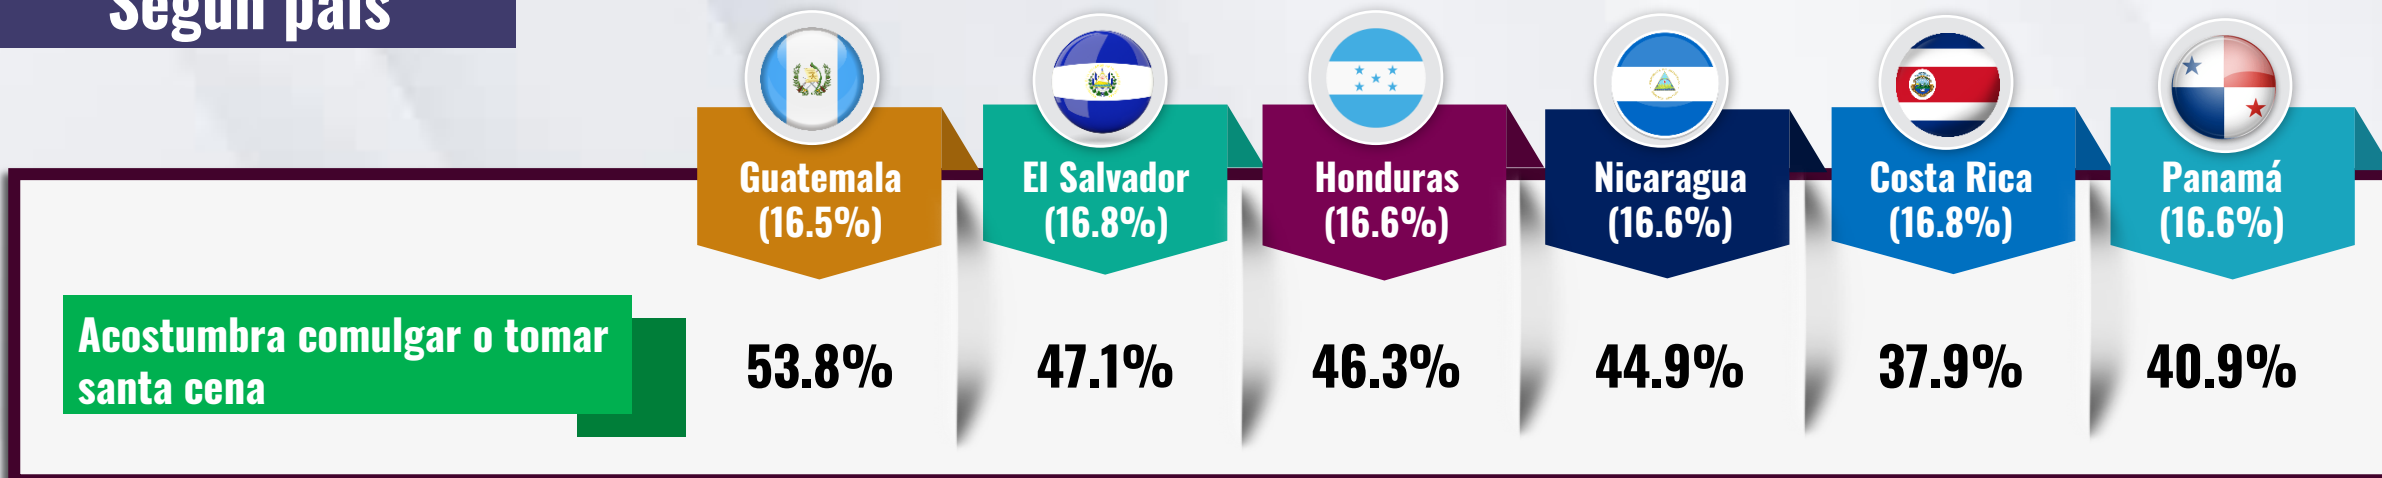 Según país
Guatemala
(16.5%)
El Salvador
(16.8%)
Honduras
(16.6%)
Nicaragua
(16.6%)
Costa Rica
(16.8%)
Panamá
(16.6%)
Acostumbra comulgar o tomar
santa cena
53.8%
47.1%
46.3%
44.9%
37.9%
40.9%